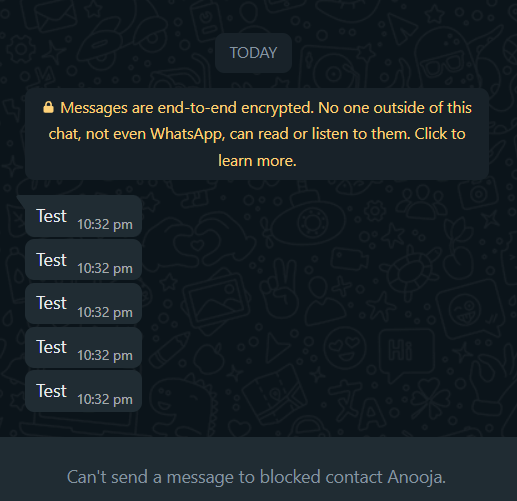 TODAY
Messages are end-to-end encrypted. No one outside of this
chat, not even WhatsApp, can read or listen to them. Click to
learn more.
Test 10:32 pm
Test 10:32 pm
Test 10:32 pm
Test 10:32 pm
Test 10:32 pm
Can't send a message to blocked contact Anooja.